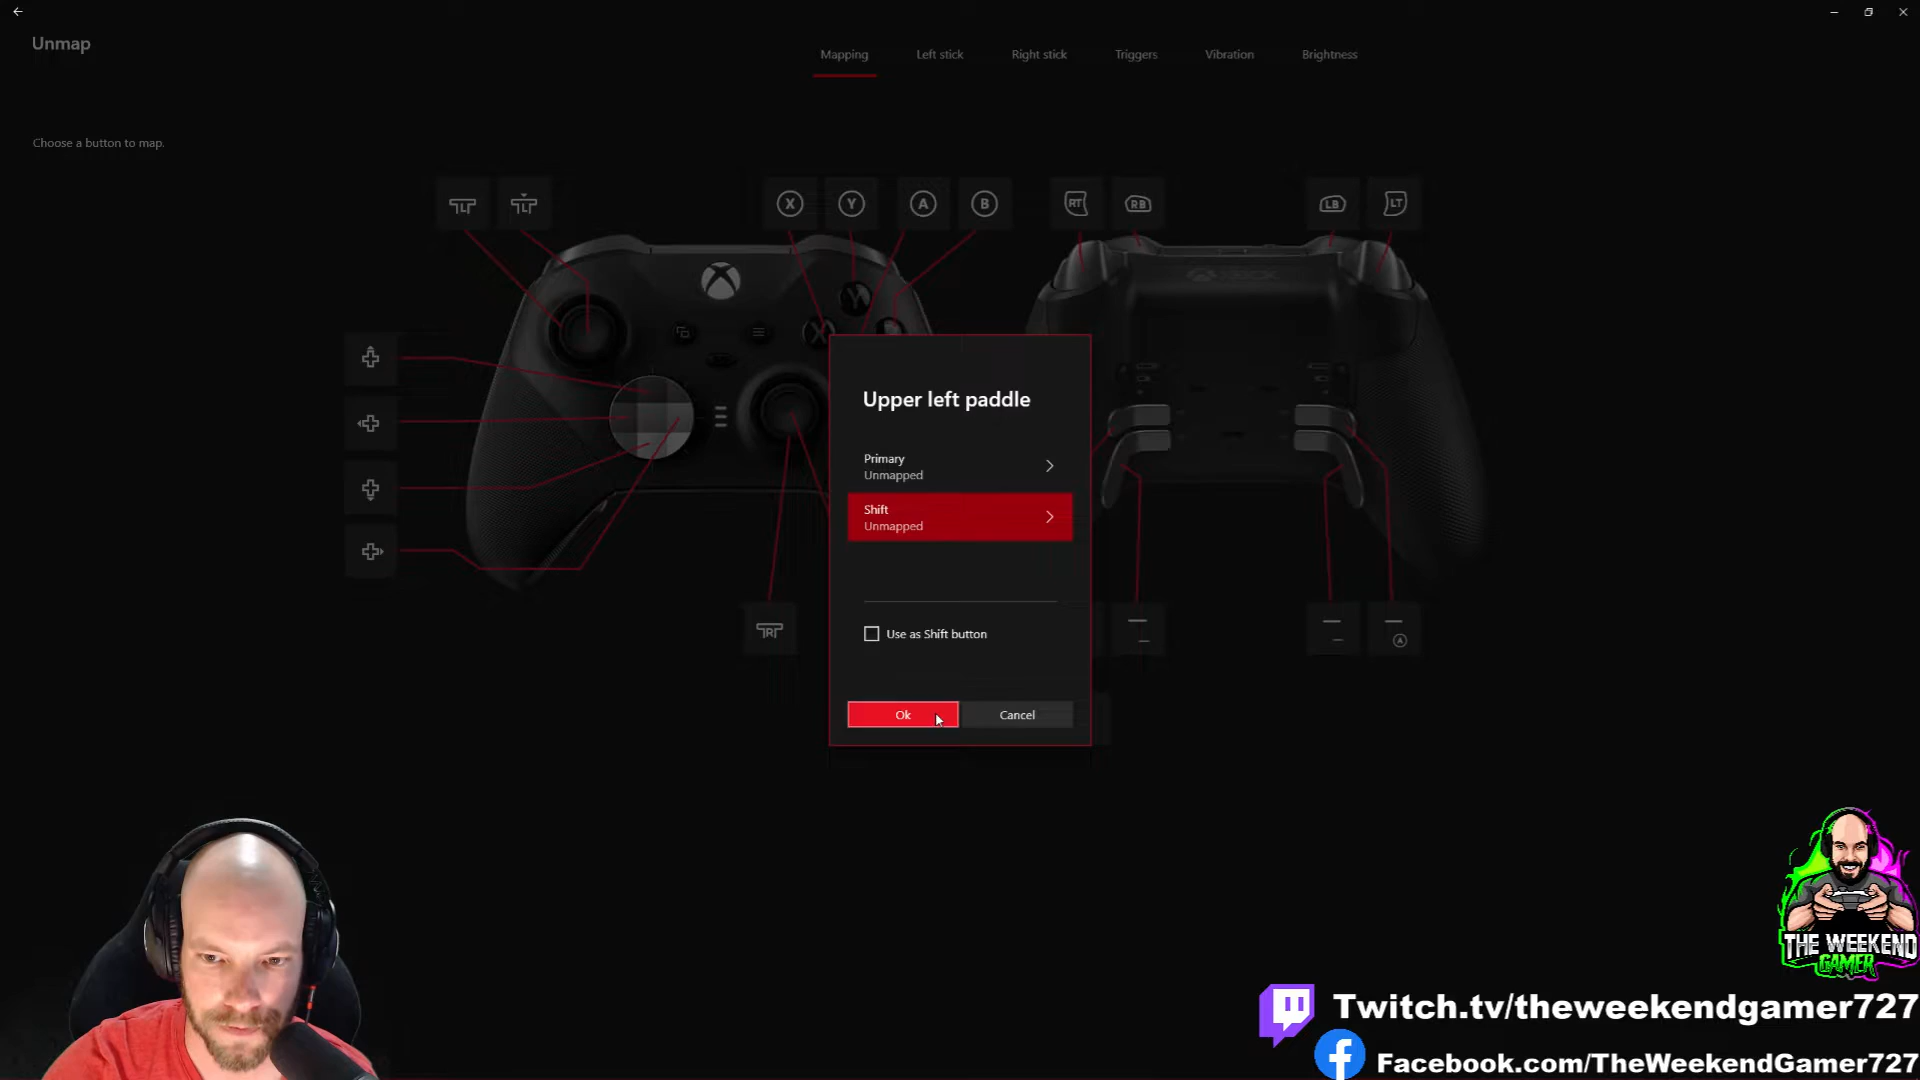 Unmap
Mapping
Left stick
Right stick
Triggers
Vibration
Brightness
Choose a button to map.
L
L
X
Y
A
B
RT
RB
LB
LT
Y
X
Upper left paddle
Primary
Unmapped
Shift
Unmapped
Use as Shift button
Ok
Cancel
R
A
THE WEEKEND
GAMER
Twitch.tv/theweekendgamer727
Facebook.com/TheWeekendGamer727